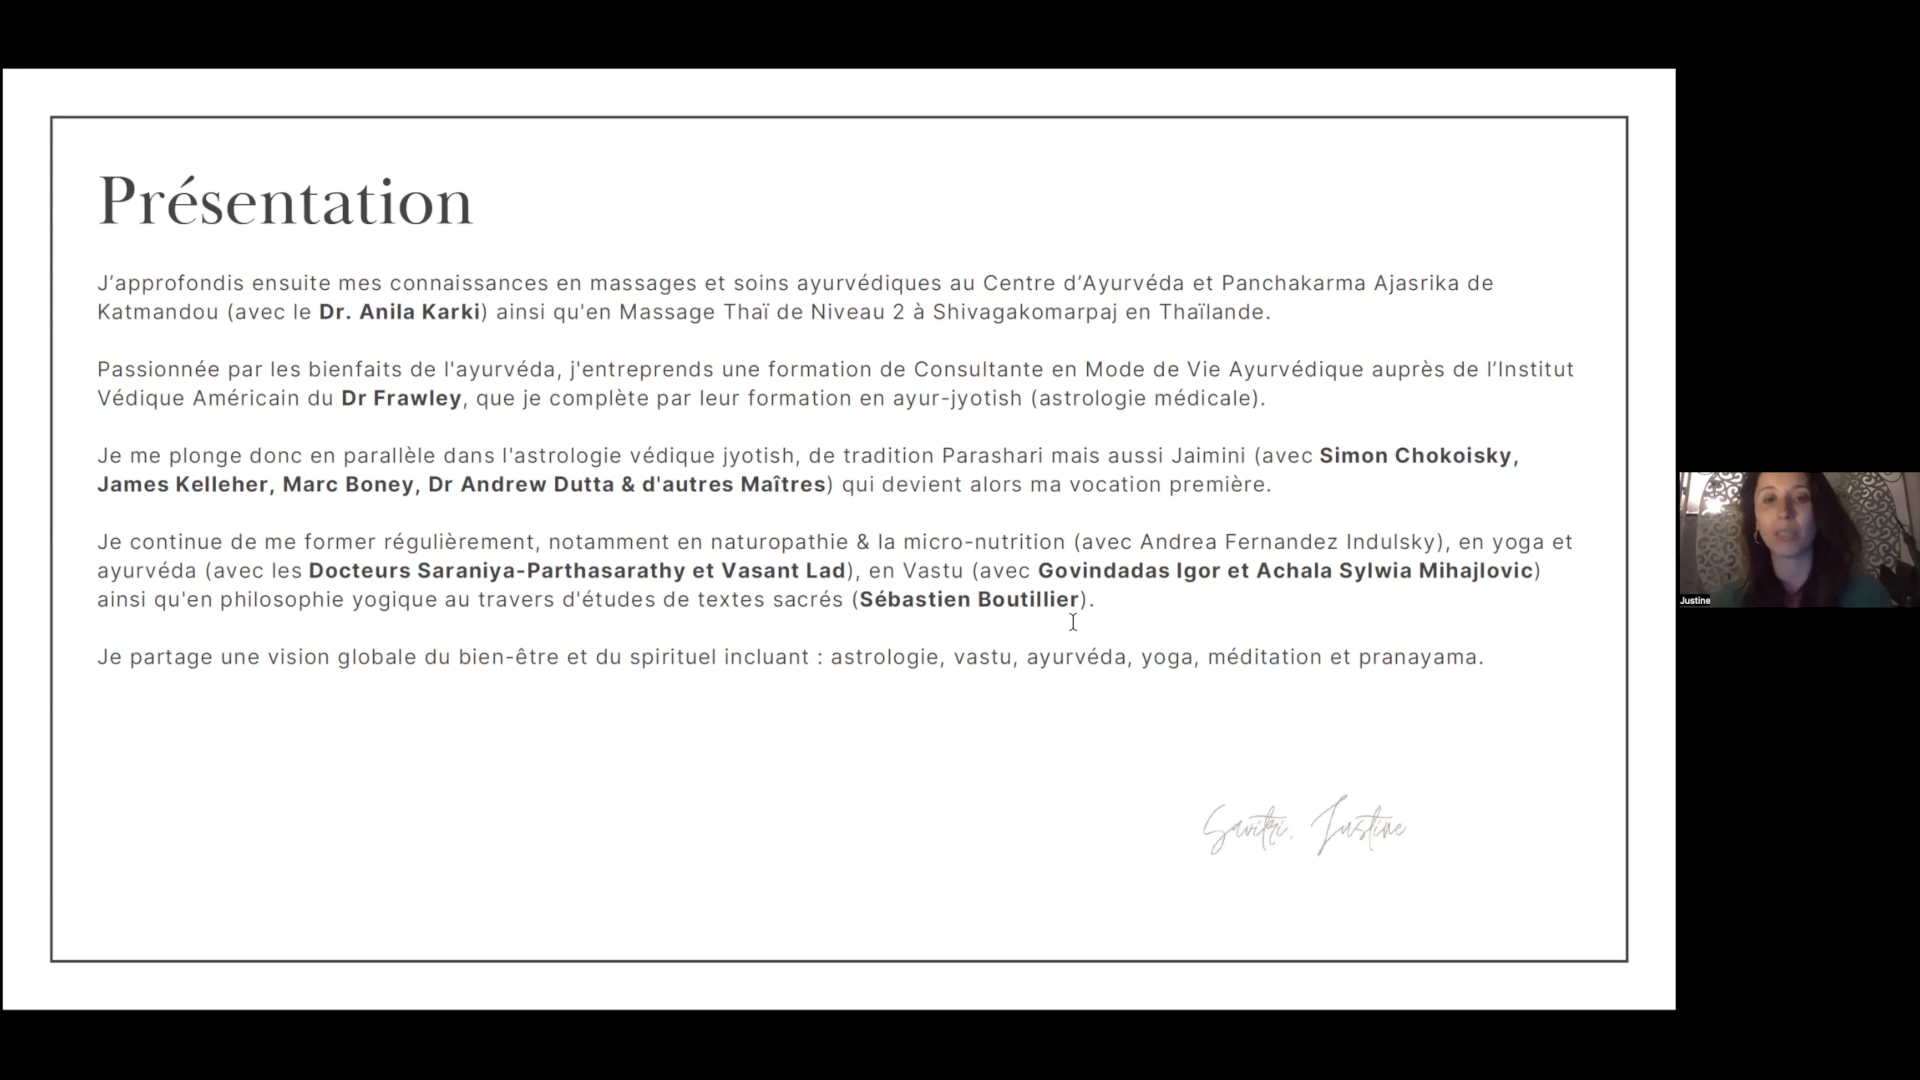 Présentation
J’approfondis ensuite mes connaissances en massages et soins ayurvédiques au Centre d’Ayurvéda et Panchakarma Ajasrika de
Katmandou (avec le Dr. Anila Karki) ainsi qu'en Massage Thaï de Niveau 2 à Shivagakomarpaj en Thaïlande.
Passionnée par les bienfaits de l'ayurvéda, j'entreprends une formation de Consultante en Mode de Vie Ayurvédique auprès de l’Institut
Védique Américain du Dr Frawley, que je complète par leur formation en ayur-jyotish (astrologie médicale).
Je me plonge donc en parallèle dans l'astrologie védique jyotish, de tradition Parashari mais aussi Jaimini (avec Simon Chokoisky,
James Kelleher, Marc Boney, Dr Andrew Dutta & d'autres Maîtres) qui devient alors ma vocation première.
Je continue de me former régulièrement, notamment en naturopathie & la micro-nutrition (avec Andrea Fernandez Indulsky), en yoga et
ayurvéda (avec les Docteurs Saraniya-Parthasarathy et Vasant Lad), en Vastu (avec Govindadas Igor et Achala Sylwia Mihajlovic)
ainsi qu'en philosophie yogique au travers d'études de textes sacrés (Sébastien Boutillier).
Je partage une vision globale du bien-être et du spirituel incluant : astrologie, vastu, ayurvéda, yoga, méditation et pranayama.
Savitri, Justine
Justine